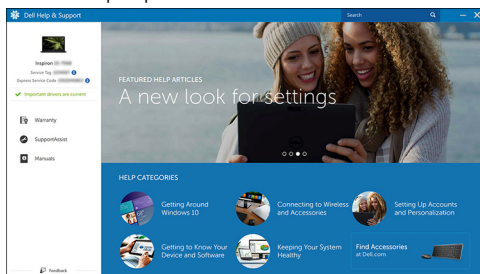 Dell Help & Support
Search
Inspiron
Service Tag
Express Service Code
Important drivers are current
Warranty
SupportAssist
Manuals
Feedback
FEATURED HELP ARTICLES
A new look for settings
HELP CATEGORIES
Getting Around
Windows 10
Connecting to Wireless
and Accessories
Setting Up Accounts
and Personalization
Getting to Know Your
Device and Software
Keeping Your System
Healthy
Find Accessories
at Dell.com